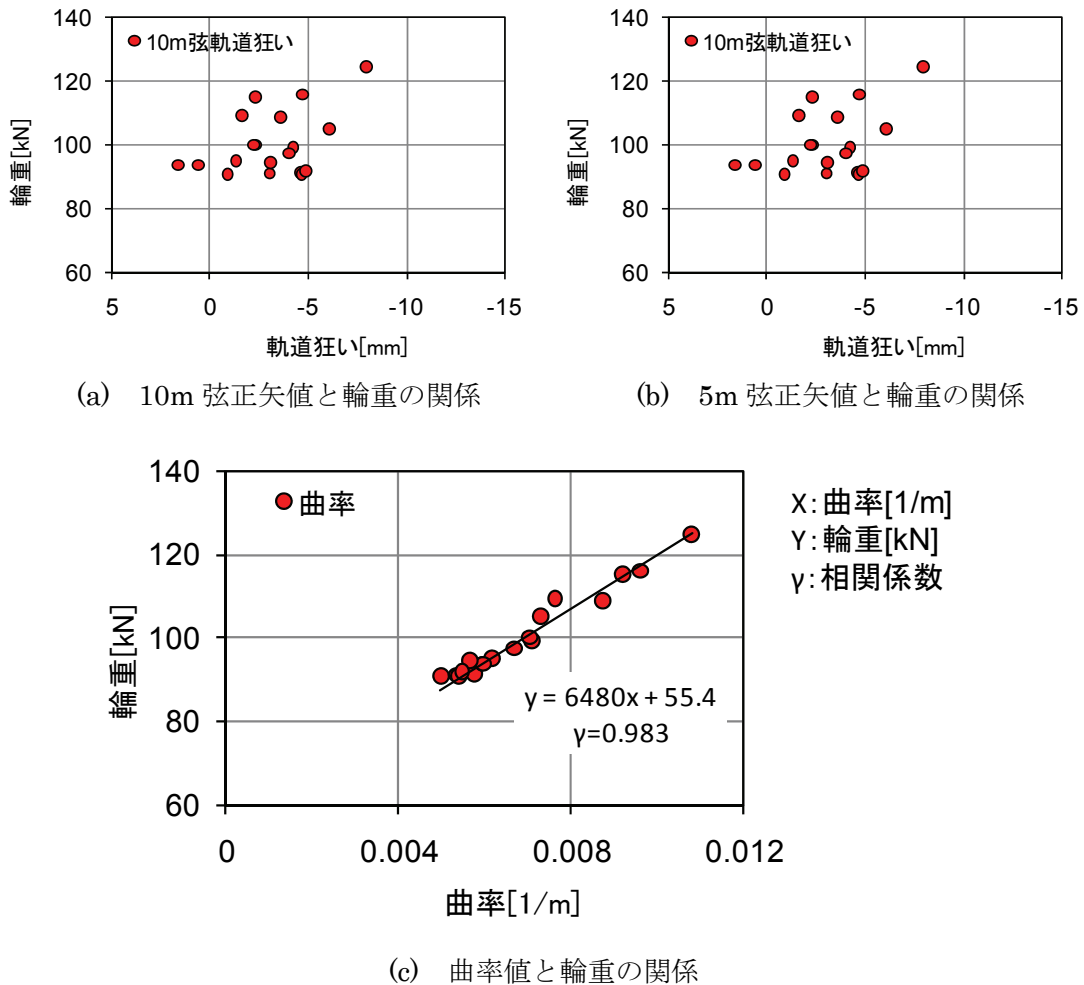 140
120
100
80
60
輪重[kN]
10m弦軌道狂い
5
0
-5
-10
-15
軌道狂い[mm]
(a) 10m 弦正矢値と輪重の関係
140
120
100
80
60
輪重[kN]
10m弦軌道狂い
5
0
-5
-10
-15
軌道狂い[mm]
(b) 5m 弦正矢値と輪重の関係
140
120
100
80
60
輪重[kN]
曲率
y = 6480x + 55.4
γ=0.983
0
0.004
0.008
0.012
曲率[1/m]
X: 曲率[1/m]
Y: 輪重[kN]
γ: 相関係数
(c) 曲率値と輪重の関係